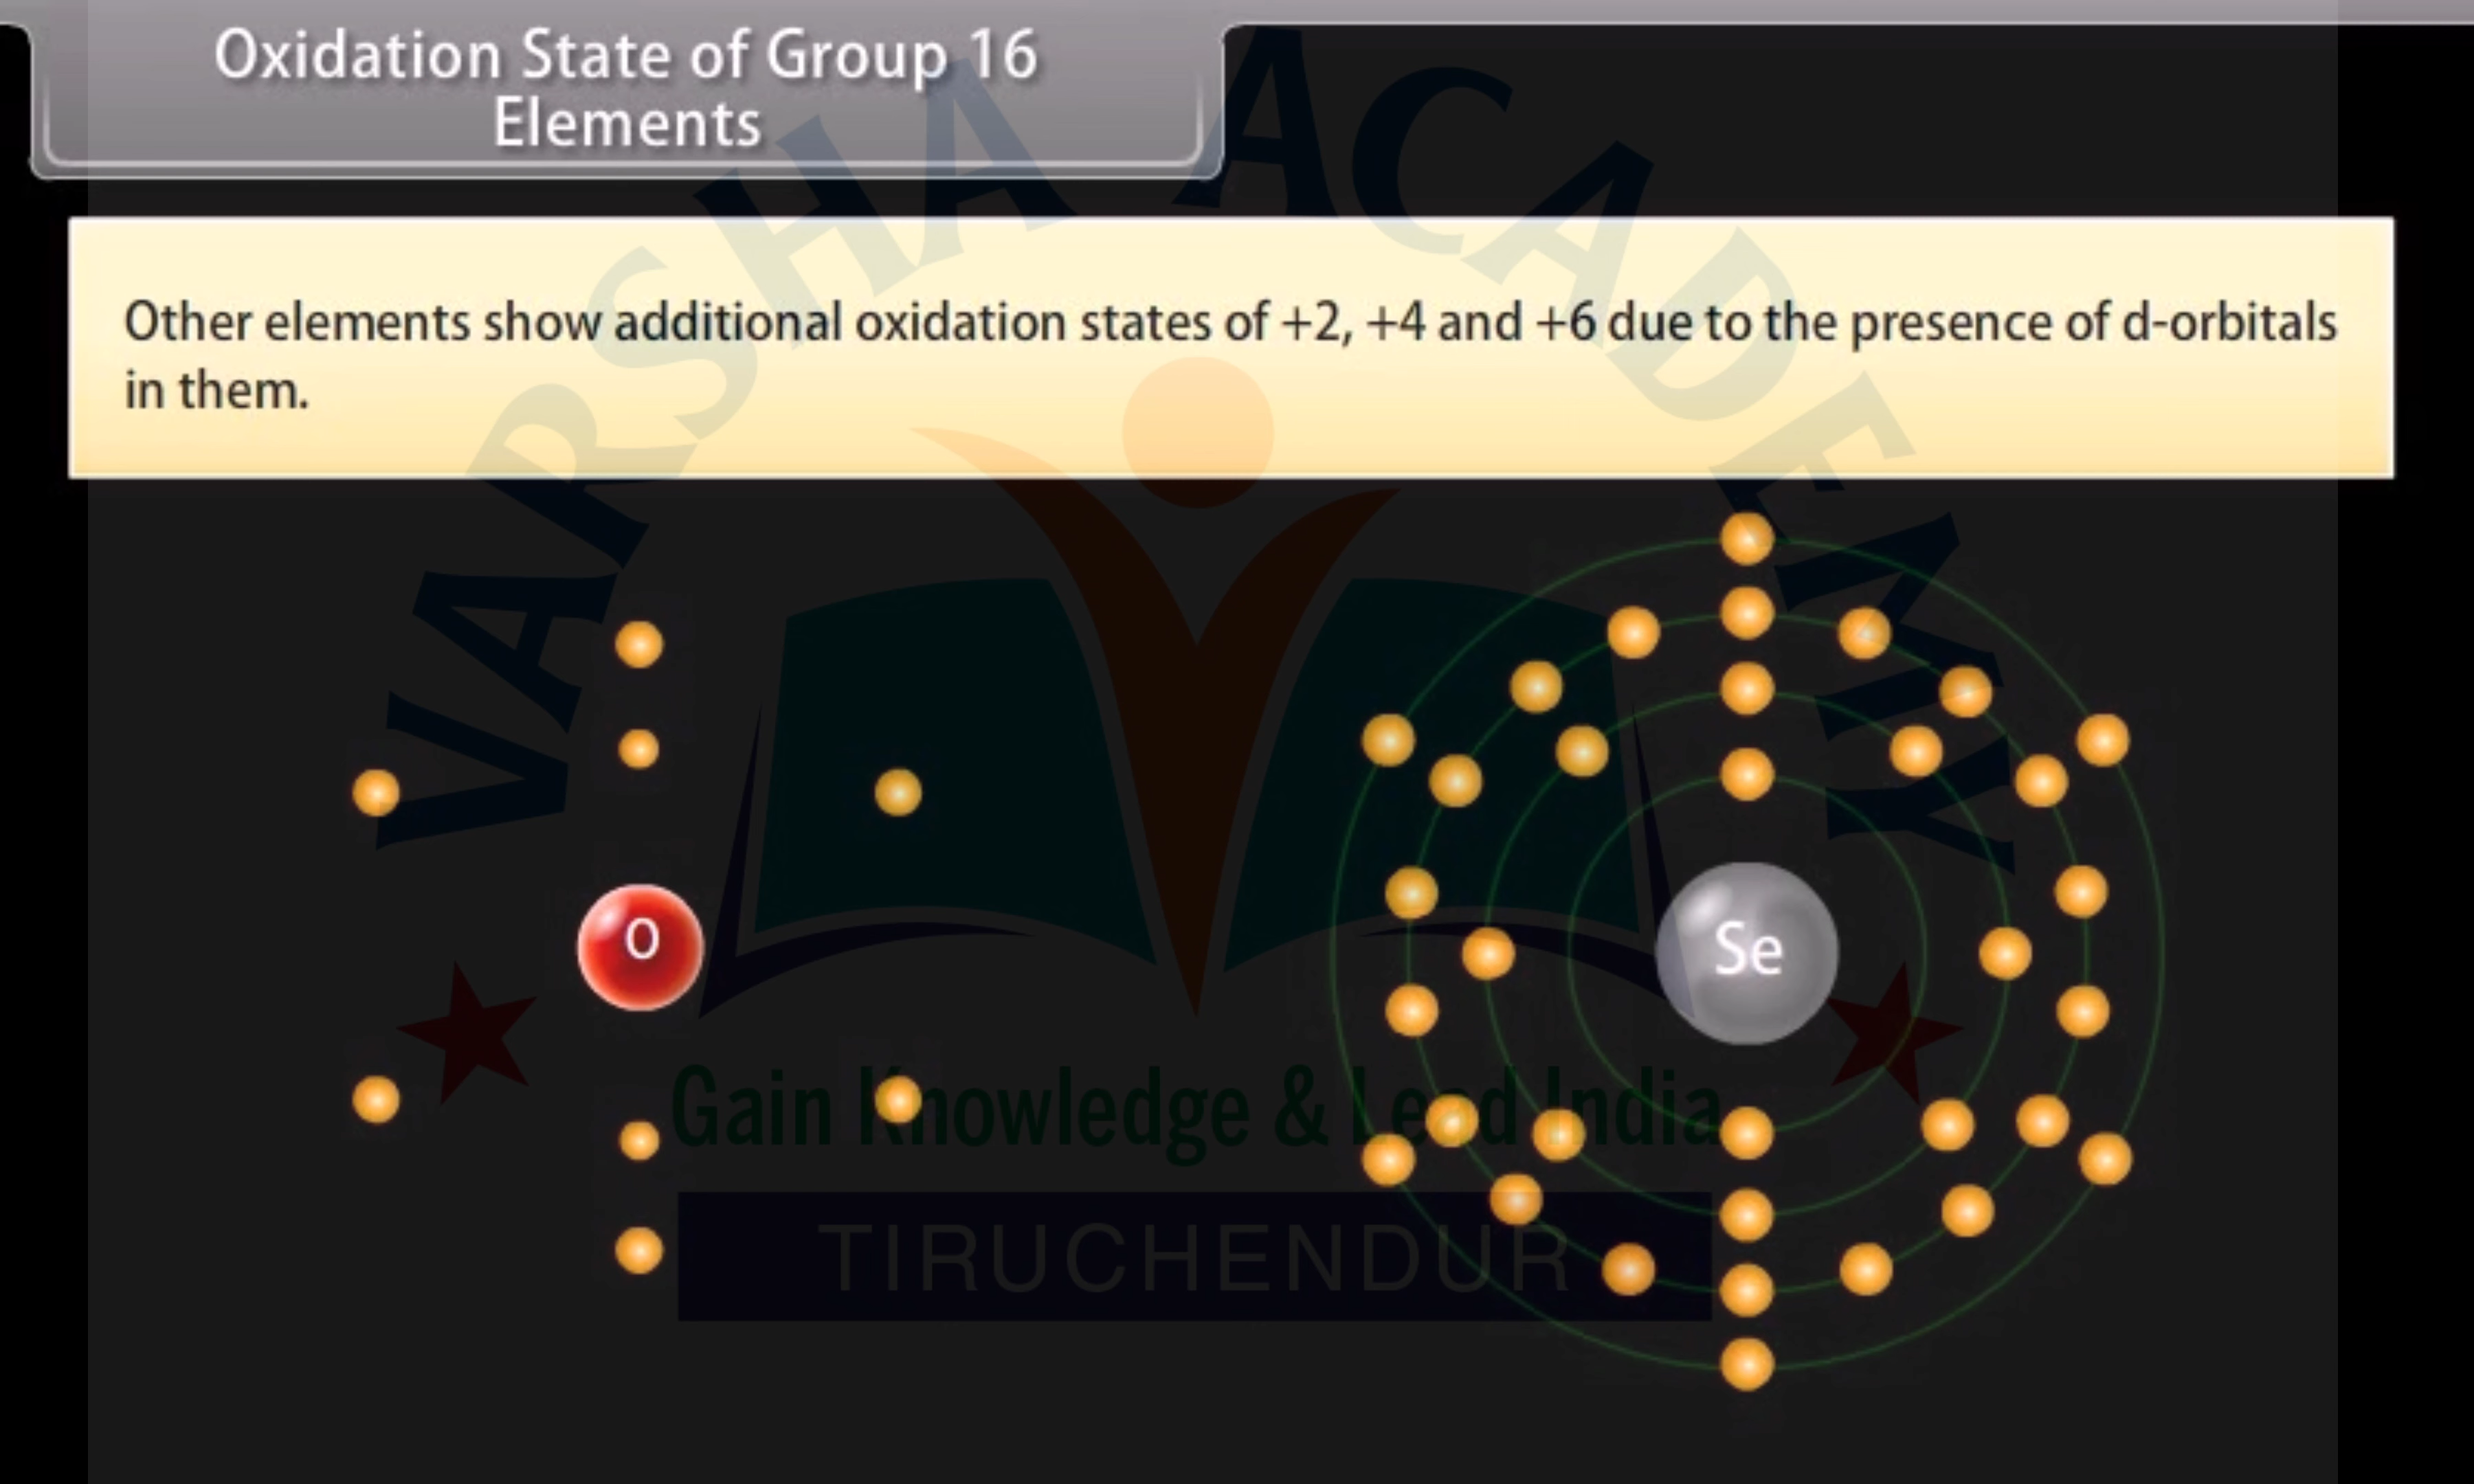 Oxidation State of Group 16
Elements
VARSHA ACADEMY
Other elements show additional oxidation states of +2, +4 and +6 due to the presence of d-orbitals
in them.
O
Se
Gain Knowledge & Lead India
TIRUCHENDUR